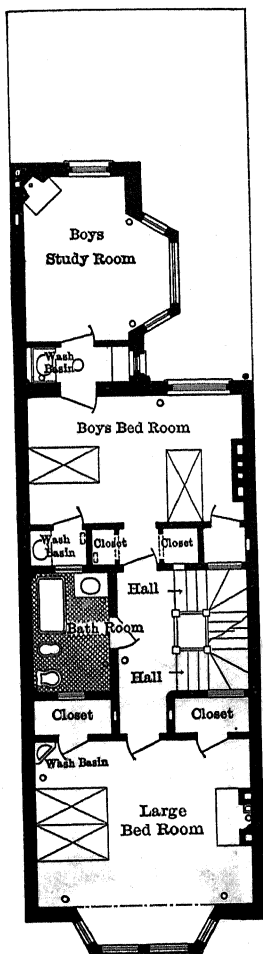 Boys
Study Room
Wash
Basin
Boys Bed Room
Wash
Basin
Closet
Closet
Hall
Bath Room
Hall
Closet
Closet
Wash Basin
Large
Bed Room